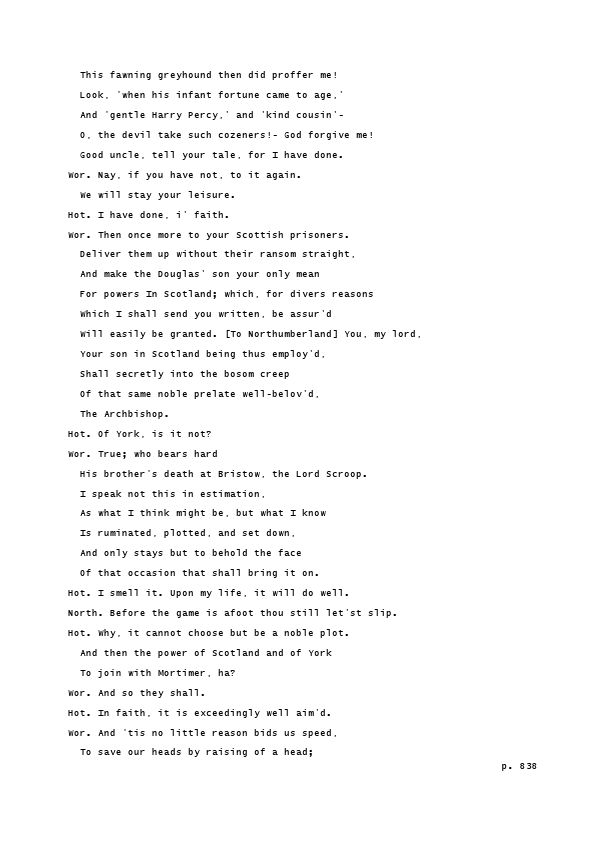 This fawning greyhound then did proffer me!
Look, 'when his infant fortune came to age,'
And 'gentle Harry Percy,' and 'kind cousin'-
O, the devil take such cozeners!- God forgive me!
Good uncle, tell your tale, for I have done.
Wor. Nay, if you have not, to it again.
We will stay your leisure.
Hot. I have done, i' faith.
Wor. Then once more to your Scottish prisoners.
Deliver them up without their ransom straight,
And make the Douglas' son your only mean
For powers In Scotland; which, for divers reasons
Which I shall send you written, be assur'd
Will easily be granted. [To Northumberland] You, my lord,
Your son in Scotland being thus employ'd,
Shall secretly into the bosom creep
Of that same noble prelate well-belov'd,
The Archbishop.
Hot. Of York, is it not?
Wor. True; who bears hard
His brother's death at Bristow, the Lord Scroop.
I speak not this in estimation,
As what I think might be, but what I know
Is ruminated, plotted, and set down,
And only stays but to behold the face
Of that occasion that shall bring it on.
Hot. I smell it. Upon my life, it will do well.
North. Before the game is afoot thou still let'st slip.
Hot. Why, it cannot choose but be a noble plot.
And then the power of Scotland and of York
To join with Mortimer, ha?
Wor. And so they shall.
Hot. In faith, it is exceedingly well aim'd.
Wor. And 'tis no little reason bids us speed,
To save our heads by raising of a head;
p. 838